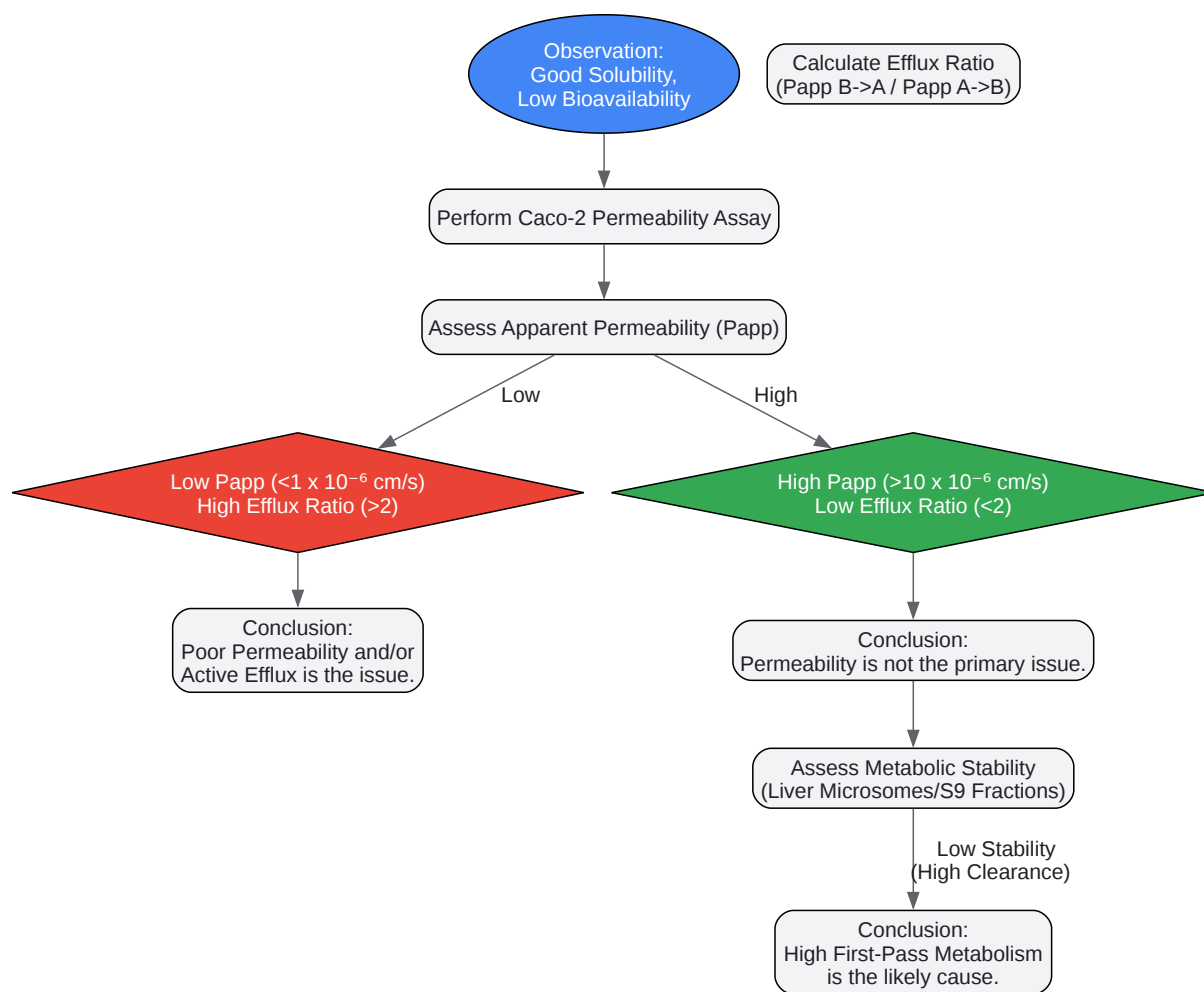 Observation:
Good Solubility,
Low Bioavailability
Calculate Efflux Ratio
(Papp B->A / Papp A->B)
Perform Caco-2 Permeability Assay
Assess Apparent Permeability (Papp)
Low
High
Low Papp (<1 x 10⁻⁶ cm/s)
High Efflux Ratio (>2)
High Papp (>10 x 10⁻⁶ cm/s)
Low Efflux Ratio (<2)
Conclusion:
Poor Permeability and/or
Active Efflux is the issue.
Conclusion:
Permeability is not the primary issue.
Assess Metabolic Stability
(Liver Microsomes/S9 Fractions)
Low Stability
(High Clearance)
Conclusion:
High First-Pass Metabolism
is the likely cause.